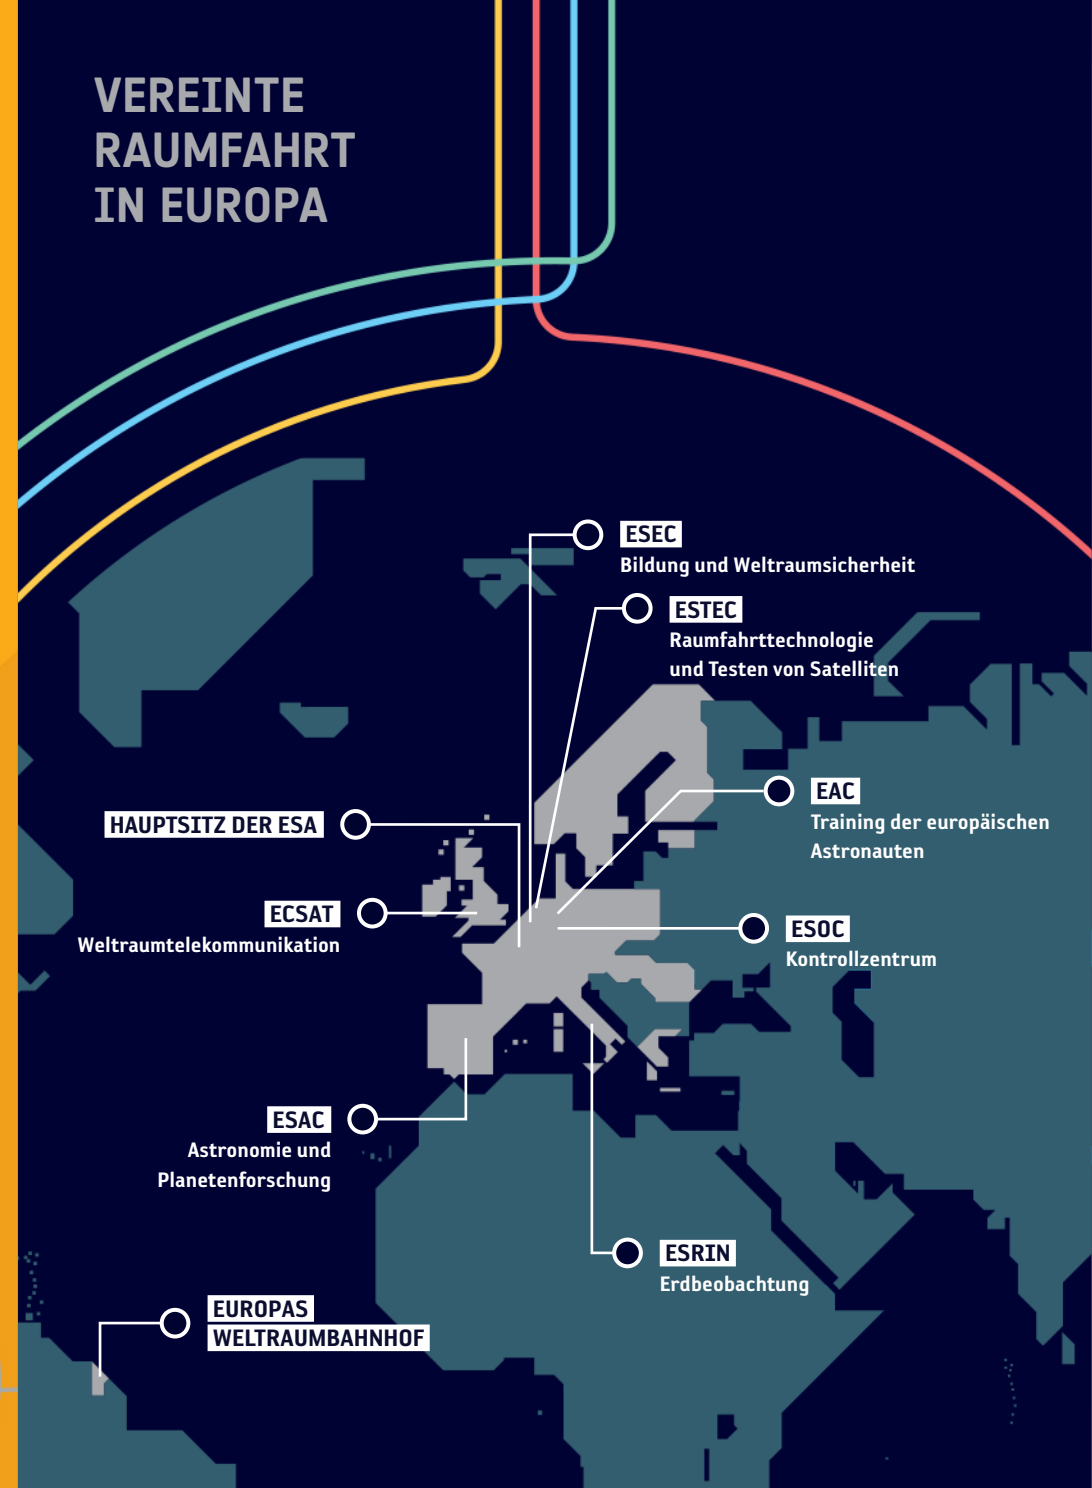 VEREINTE
RAUMFAHRT
IN EUROPA
ESEC
Bildung und Weltraumsicherheit
ESTEC
Raumfahrttechnologie
und Testen von Satelliten
EAC
Training der europäischen
Astronauten
HAUPTSITZ DER ESA
ECSAT
Weltraumtelekommunikation
ESOC
Kontrollzentrum
ESAC
Astronomie und
Planetenforschung
ESRIN
Erdbeobachtung
EUROPAS
WELTRAUMBAHNHOF